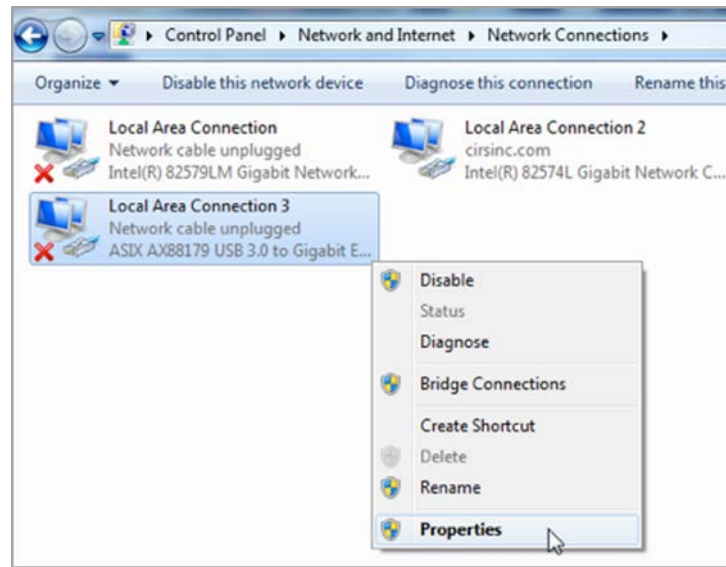 Control Panel Network and Internet Network Connections
Organize Disable this network device Diagnose this connection Rename this
Local Area Connection
Network cable unplugged
Intel(R) 82579LM Gigabit Network...
Local Area Connection 2
cirsinc.com
Intel(R) 82574L Gigabit Network C...
Local Area Connection 3
Network cable unplugged
ASIX AX88179 USB 3.0 to Gigabit E...
Disable
Status
Diagnose
Bridge Connections
Create Shortcut
Delete
Rename
Properties